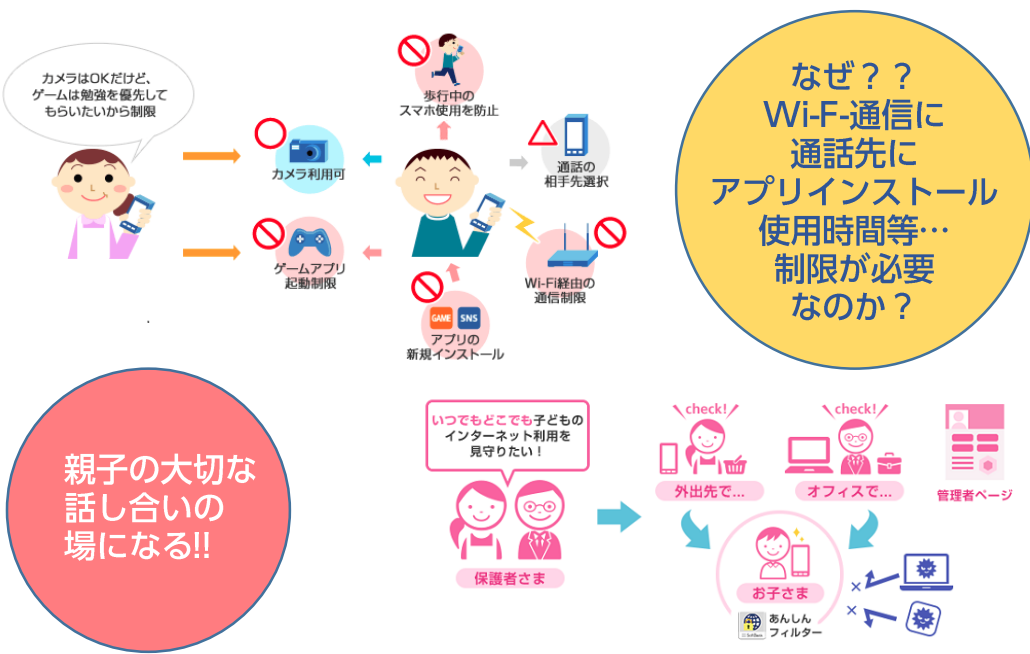 カメラはOKだけど、
ゲームは勉強を優先して
もらいたいから制限
歩行中の
スマホ使用を防止
カメラ利用可
通話の
相手先選択
ゲームアプリ
起動制限
Wi-Fi経由の
通信制限
GAME SNS
アプリの
新規インストール
なぜ？？
Wi-F-通信に
通話先に
アプリインストール
使用時間等…
制限が必要
なのか？
親子の大切な
話し合いの
場になる!!
いつでもどこでも子どもの
インターネット利用を
見守りたい！
保護者さま
check!
外出先で...
check!
オフィスで...
管理者ページ
お子さま
あんしん
フィルター